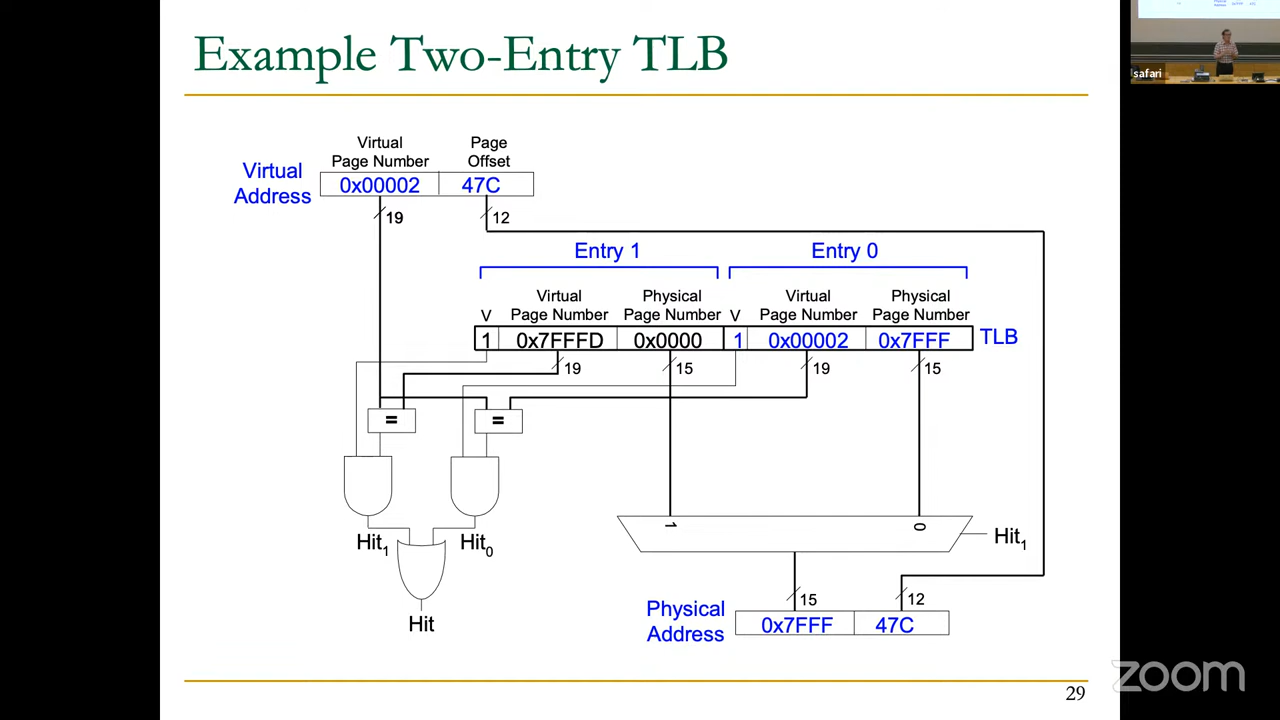 Example Two-Entry TLB
safari
Virtual
Page Number
Page
Offset
Virtual
Address
0x00002
47C
19
12
Entry 1
Entry 0
V
Virtual
Page Number
Physical
Page Number
V
Virtual
Page Number
Physical
Page Number
1
0x7FFFD
0x0000
1
0x00002
0x7FFF
TLB
19
15
19
15
=
=
1
0
Hit1
Hit0
Hit1
Hit
15
12
Physical
Address
0x7FFF
47C
29
zoom